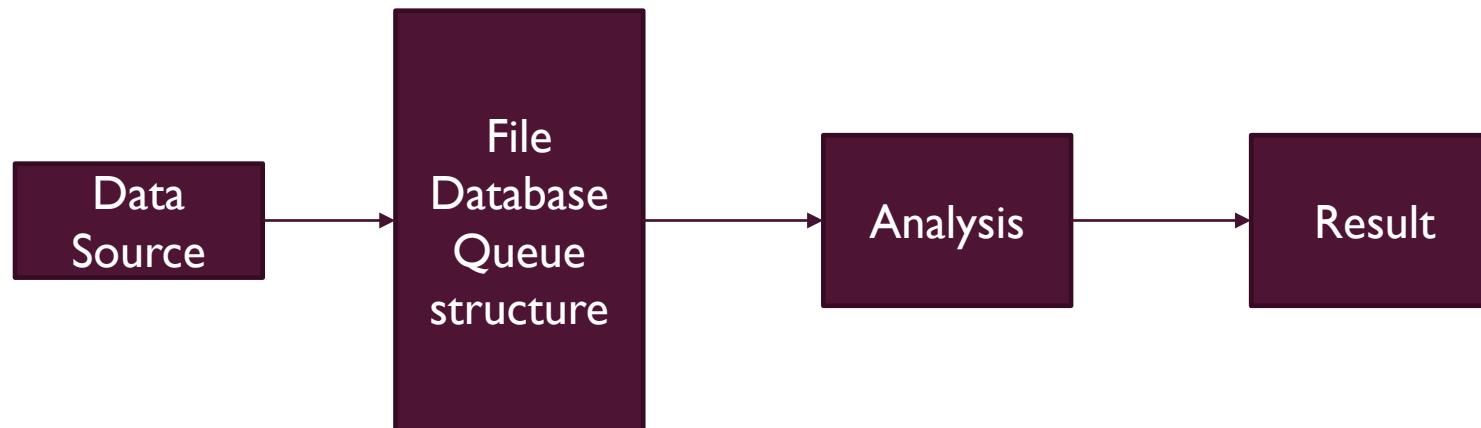 Data
Source
File
Database
Queue
structure
Analysis
Result